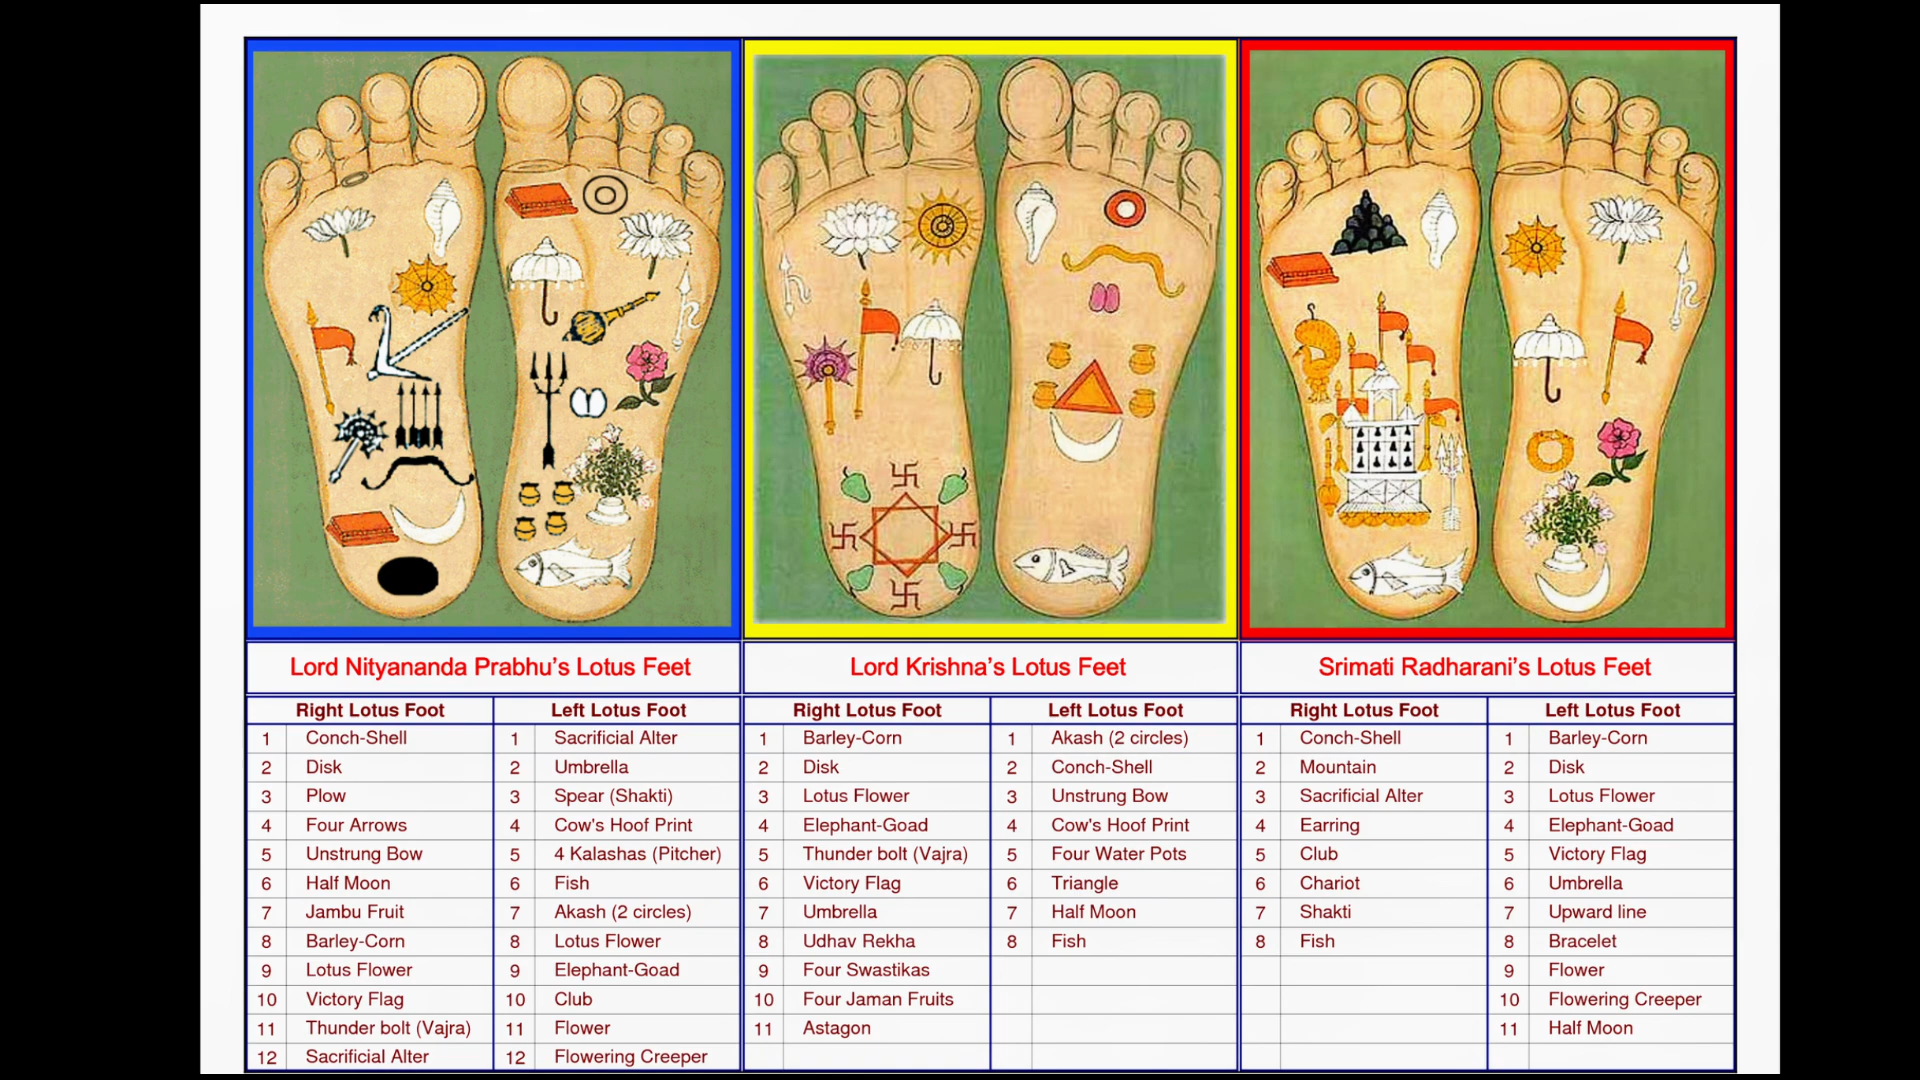 Lord Nityananda Prabhu's Lotus Feet
Right Lotus Foot Left Lotus Foot
1 Conch-Shell 1 Sacrificial Alter
2 Disk 2 Umbrella
3 Plow 3 Spear (Shakti)
4 Four Arrows 4 Cow's Hoof Print
5 Unstrung Bow 5 4 Kalashas (Pitcher)
6 Half Moon 6 Fish
7 Jambu Fruit 7 Akash (2 circles)
8 Barley-Corn 8 Lotus Flower
9 Lotus Flower 9 Elephant-Goad
10 Victory Flag 10 Club
11 Thunder bolt (Vajra) 11 Flower
12 Sacrificial Alter 12 Flowering Creeper
Lord Krishna's Lotus Feet
Right Lotus Foot Left Lotus Foot
1 Barley-Corn 1 Akash (2 circles)
2 Disk 2 Conch-Shell
3 Lotus Flower 3 Unstrung Bow
4 Elephant-Goad 4 Cow's Hoof Print
5 Thunder bolt (Vajra) 5 Four Water Pots
6 Victory Flag 6 Triangle
7 Umbrella 7 Half Moon
8 Udhav Rekha 8 Fish
9 Four Swastikas
10 Four Jaman Fruits
11 Astagon
Srimati Radharani's Lotus Feet
Right Lotus Foot Left Lotus Foot
1 Conch-Shell 1 Barley-Corn
2 Mountain 2 Disk
3 Sacrificial Alter 3 Lotus Flower
4 Earring 4 Elephant-Goad
5 Club 5 Victory Flag
6 Chariot 6 Umbrella
7 Shakti 7 Upward line
8 Fish 8 Bracelet
9 Flower
10 Flowering Creeper
11 Half Moon